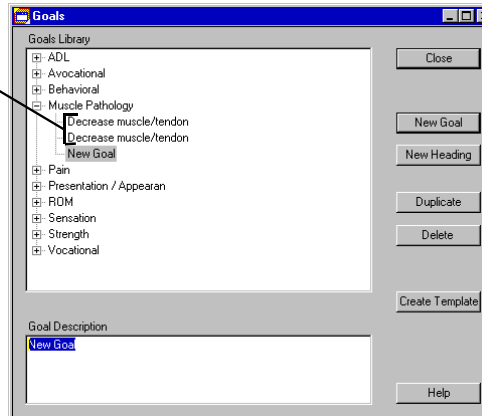 Goals
Goals Library
ADL
Avocational
Behavioral
Muscle Pathology
Decrease muscle/tendon
Decrease muscle/tendon
New Goal
Pain
Presentation / Appearan
ROM
Sensation
Strength
Vocational
Goal Description
New Goal
Close
New Goal
New Heading
Duplicate
Delete
Create Template
Help